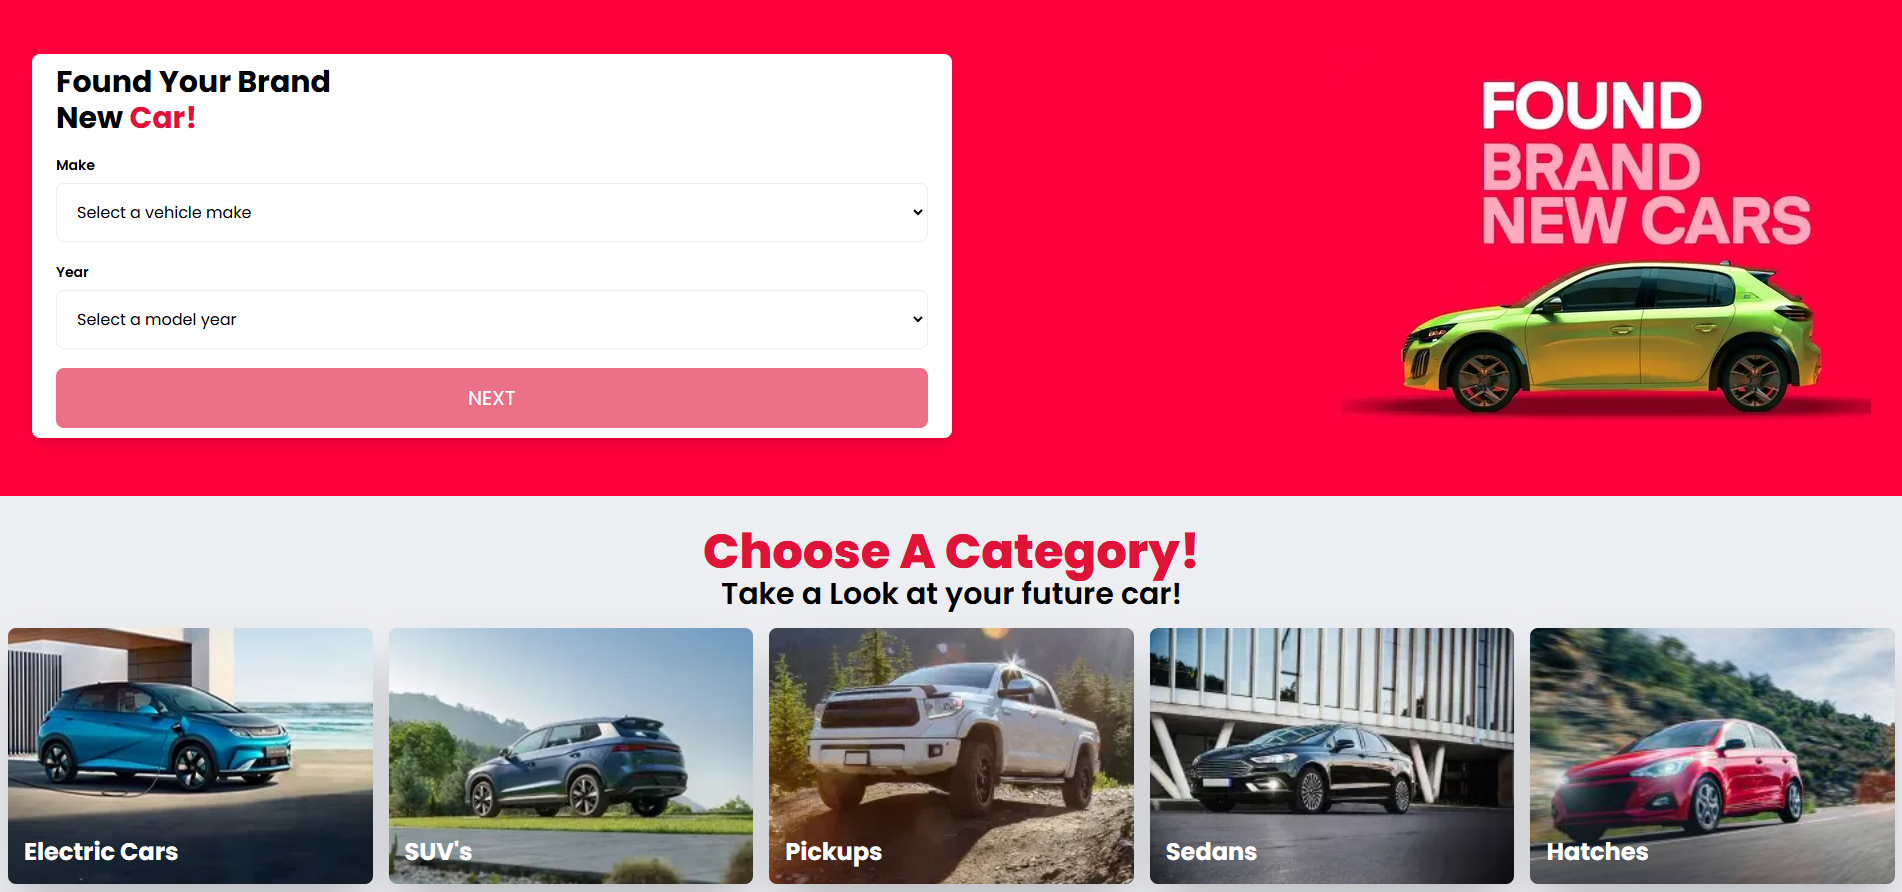 Found Your Brand
New Car!
Make
Select a vehicle make
Year
Select a model year
NEXT
FOUND
BRAND
NEW CARS
Choose A Category!
Take a Look at your future car!
Electric Cars
SUV's
Pickups
Sedans
Hatches